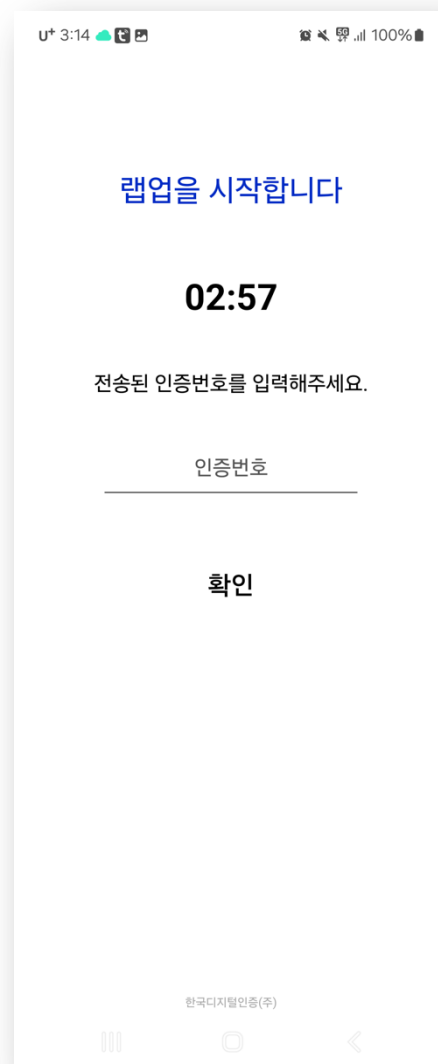 U⁺ 3:14 5G 100%
랩업을 시작합니다
02:57
전송된 인증번호를 입력해주세요.
인증번호
확인
한국디지털인증(주)